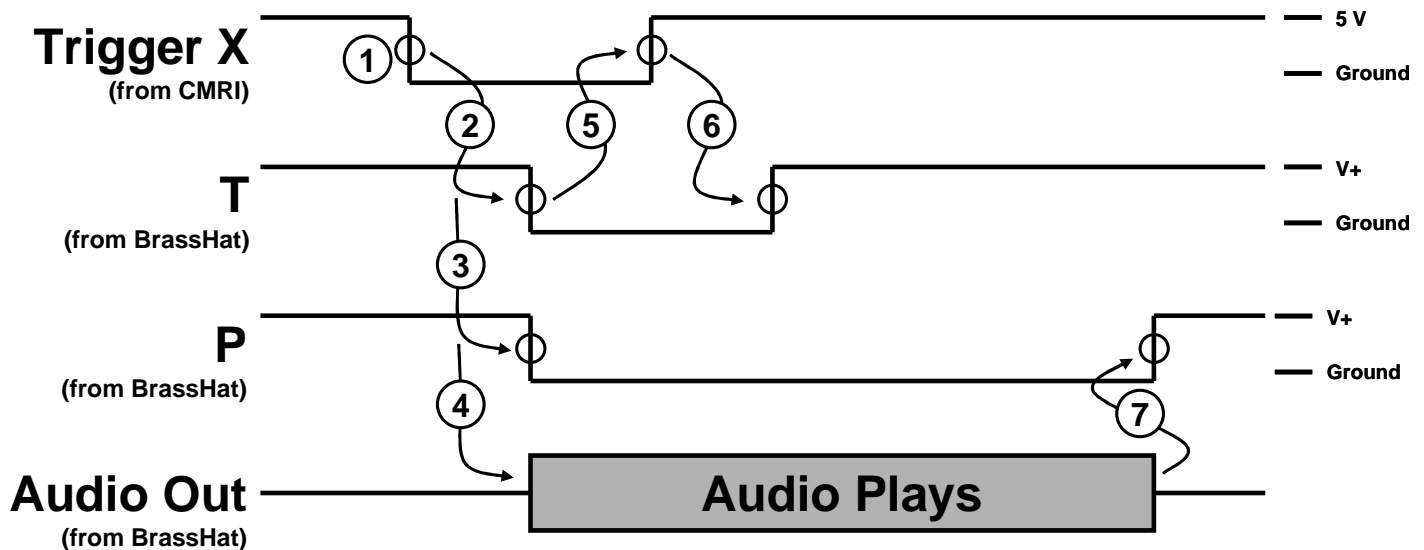 5 V
Trigger X
1
(from CMRI)
Ground
2
5
6
V+
T
(from BrassHat)
Ground
3
V+
P
(from BrassHat)
Ground
4
7
Audio Out
Audio Plays
(from BrassHat)